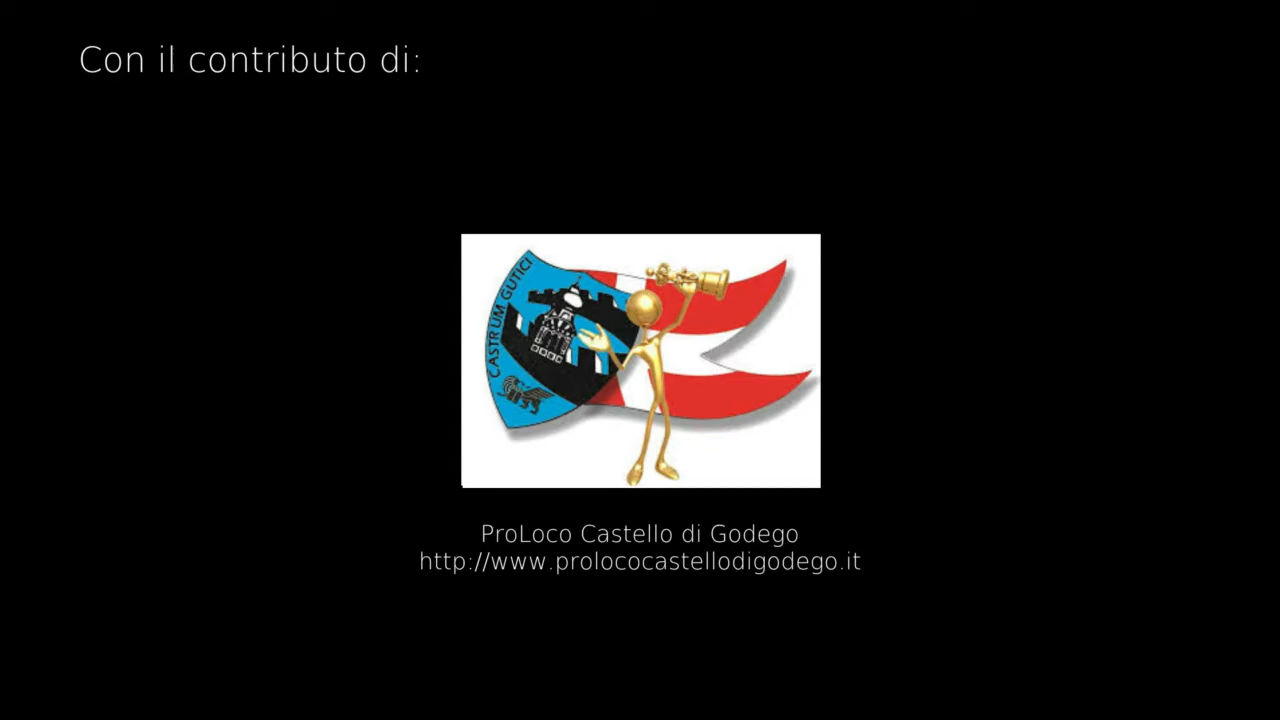 Con il contributo di:
CASTRUM GUTICI
ProLoco Castello di Godego
http://www.prolococastellodigodego.it